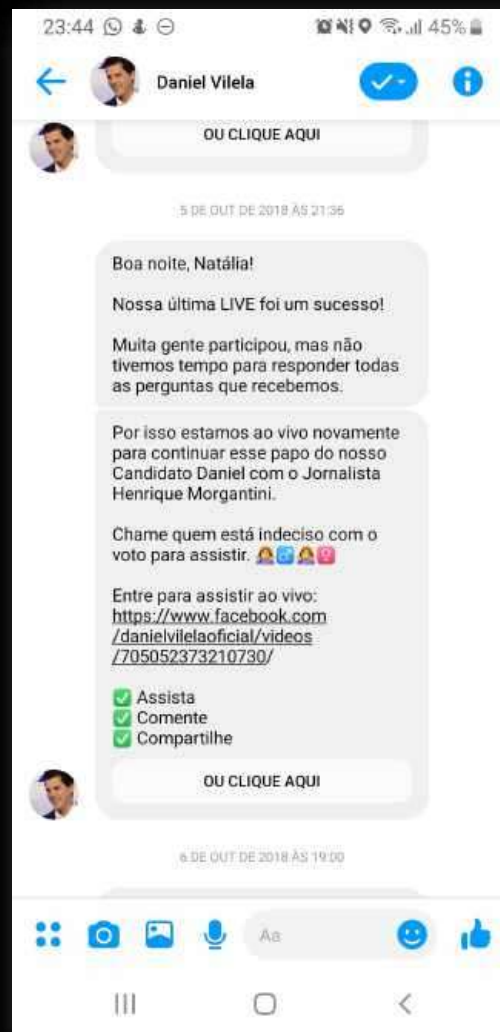 23:44
45%
Daniel Vilela
OU CLIQUE AQUI
5 DE OUT DE 2018 ÀS 21:36
Boa noite, Natália!
Nossa última LIVE foi um sucesso!
Muita gente participou, mas não
tivemos tempo para responder todas
as perguntas que recebemos.
Por isso estamos ao vivo novamente
para continuar esse papo do nosso
Candidato Daniel com o Jornalista
Henrique Morgantini.
Chame quem está indeciso com o
voto para assistir. 🤦‍♀️♂️🤦‍♀️♀️
Entre para assistir ao vivo:
https://www.facebook.com
/danielvilelaoficial/videos
/705052373210730/
✅ Assista
✅ Comente
✅ Compartilhe
OU CLIQUE AQUI
6 DE OUT DE 2018 ÀS 19:00
Aa